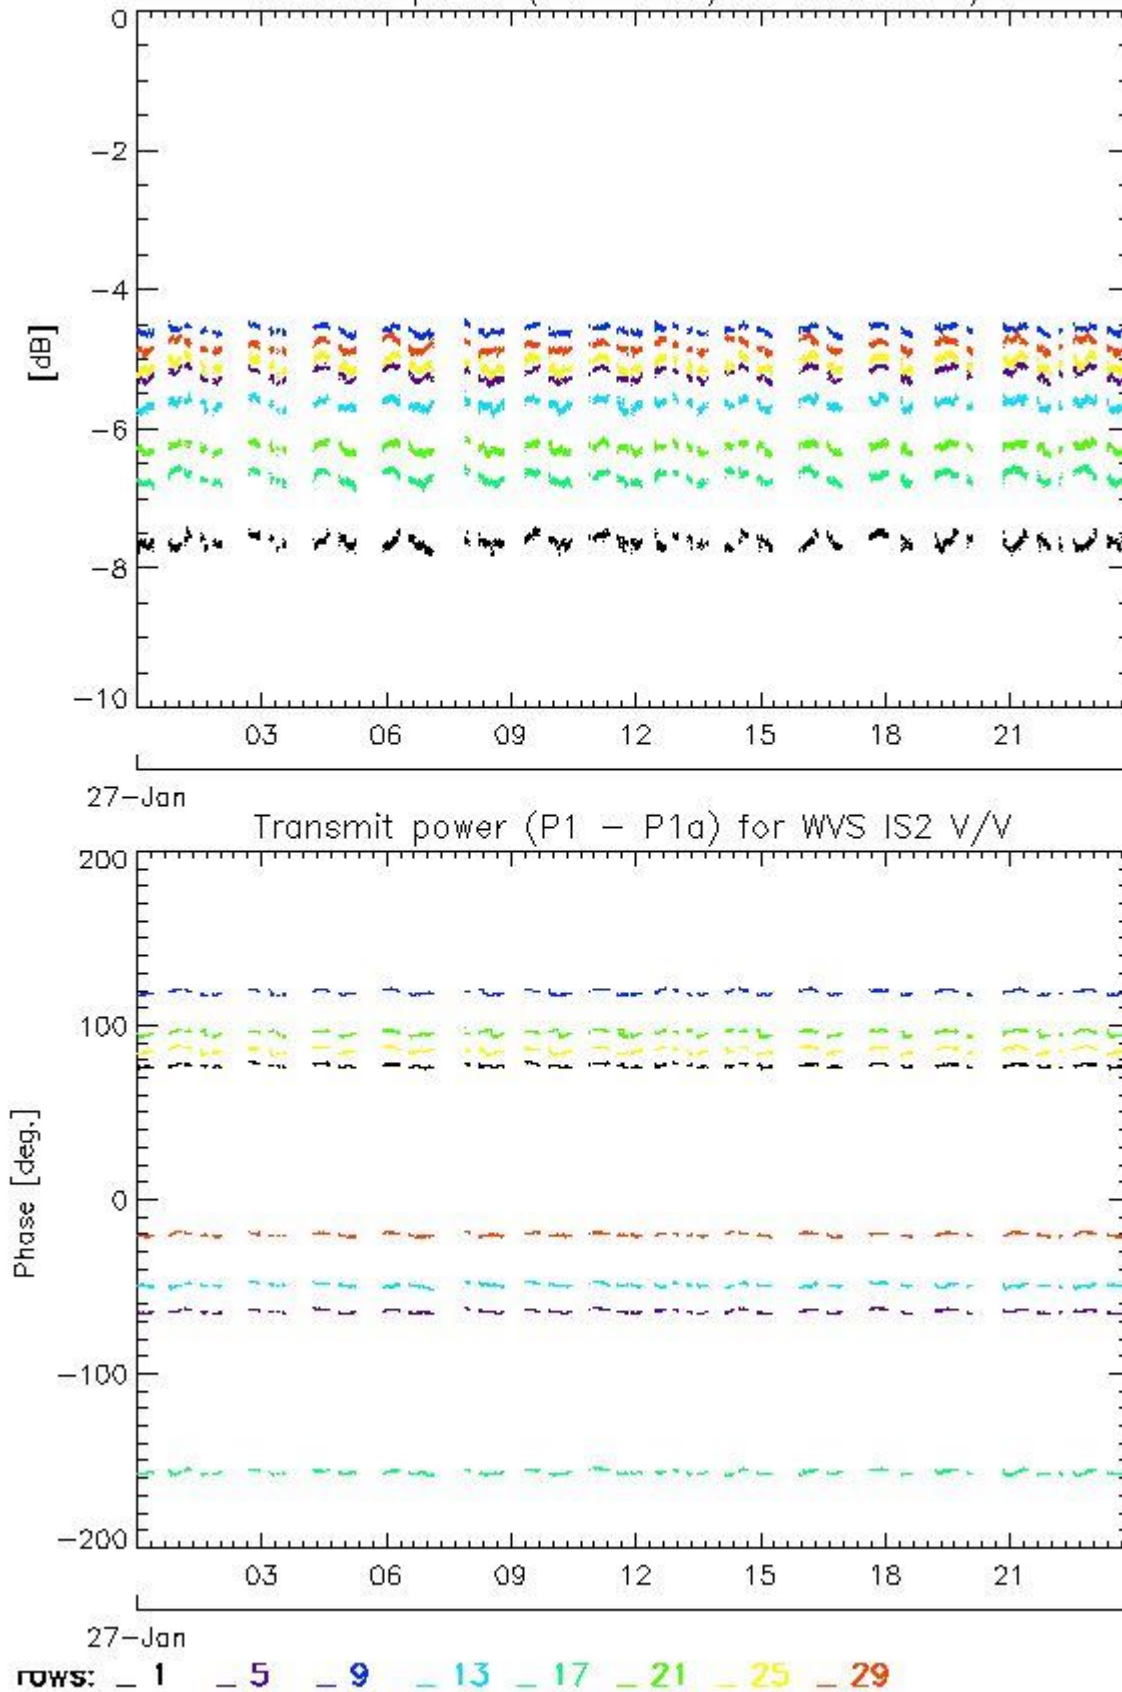 0
-2
-4
[dB]
-6
-8
-10
03 06 09 12 15 18 21
27-Jan
Transmit power (P1 - P1a) for WVS IS2 V/V
200
100
Phase [deg.]
0
-100
-200
03 06 09 12 15 18 21
27-Jan
rows: _ 1 _ 5 _ 9 _ 13 _ 17 _ 21 _ 25 _ 29